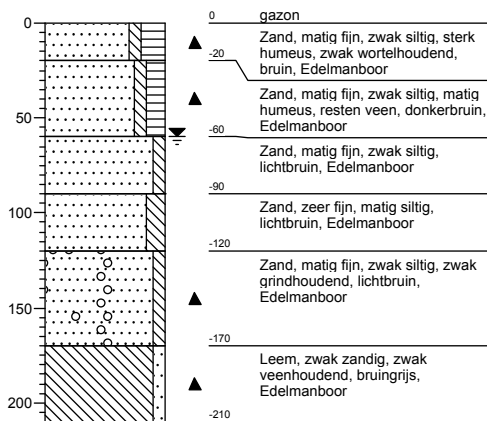 0 gazon
0
Zand, matig fijn, zwak siltig, sterk
humeus, zwak wortelhoudend,
bruin, Edelmanboor
-20
Zand, matig fijn, zwak siltig, matig
humeus, resten veen, donkerbruin,
Edelmanboor
50
-60
Zand, matig fijn, zwak siltig,
lichtbruin, Edelmanboor
-90
Zand, zeer fijn, matig siltig,
lichtbruin, Edelmanboor
100
-120
Zand, matig fijn, zwak siltig, zwak
grindhoudend, lichtbruin,
Edelmanboor
150
-170
Leem, zwak zandig, zwak
veenhoudend, bruingrijs,
Edelmanboor
200
-210